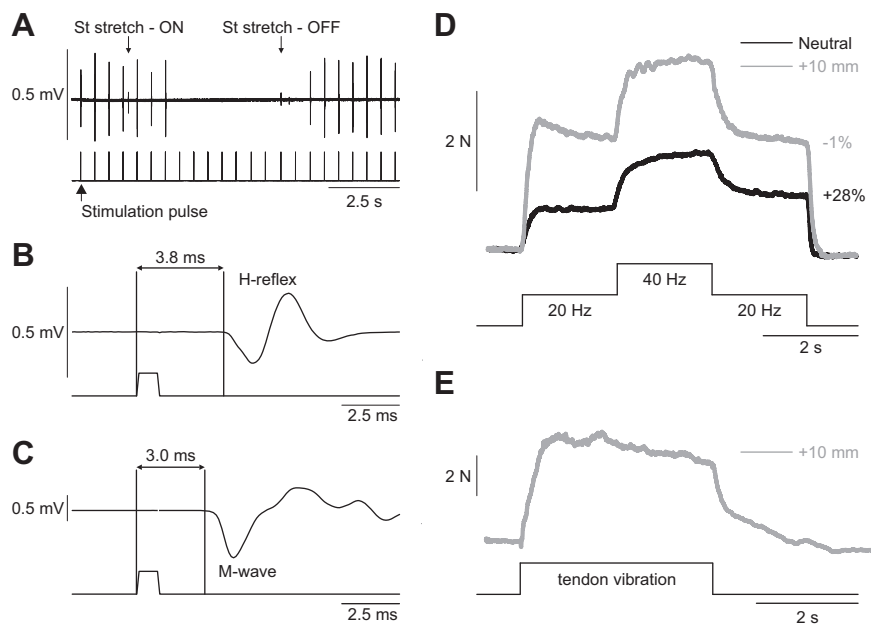 A
St stretch - ON
St stretch - OFF
0.5 mV
2.5 s
Stimulation pulse
B
3.8 ms
H-reflex
0.5 mV
2.5 ms
C
3.0 ms
0.5 mV
M-wave
2.5 ms
D
Neutral
+10 mm
2 N
-1%
+28%
40 Hz
20 Hz
20 Hz
2 s
E
+10 mm
2 N
tendon vibration
2 s